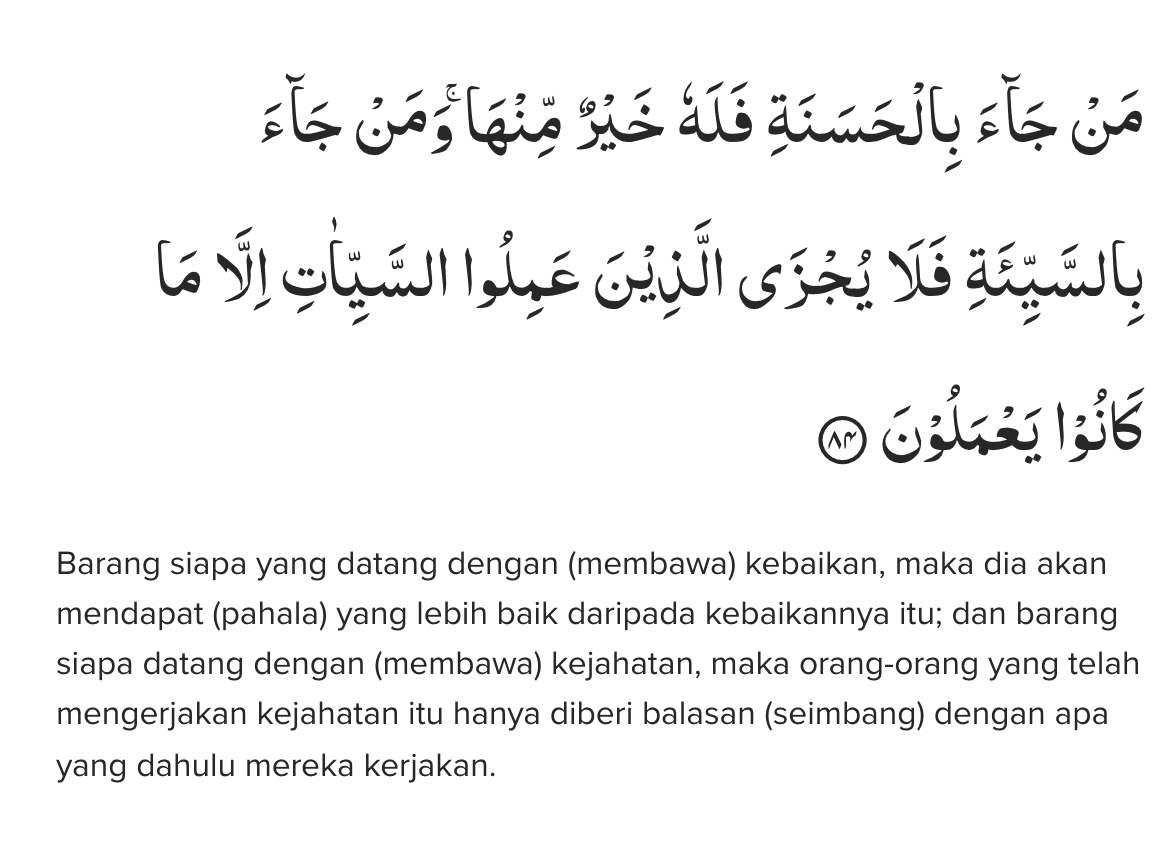 مَنْ جَاۤءَ بِالْحَسَنَةِ فَلَهٗ خَيْرٌ مِّنْهَاۚ وَمَنْ جَاۤءَ
بِالسَّيِّئَةِ فَلَا يُجْزَى الَّذِيْنَ عَمِلُوا السَّيِّاٰتِ اِلَّا مَا
كَانُوْا يَعْمَلُوْنَ ٨٤
Barang siapa yang datang dengan (membawa) kebaikan, maka dia akan
mendapat (pahala) yang lebih baik daripada kebaikannya itu; dan barang
siapa datang dengan (membawa) kejahatan, maka orang-orang yang telah
mengerjakan kejahatan itu hanya diberi balasan (seimbang) dengan apa
yang dahulu mereka kerjakan.